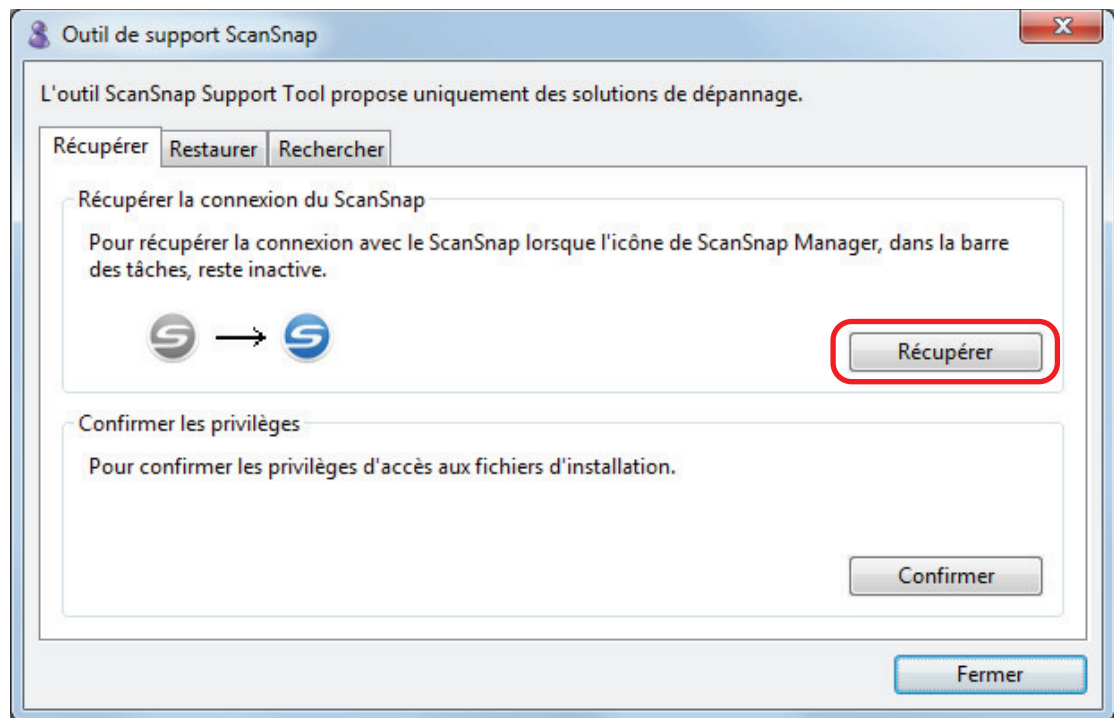 Outil de support ScanSnap
L'outil ScanSnap Support Tool propose uniquement des solutions de dépannage.
Récupérer Restaurer Rechercher
Récupérer la connexion du ScanSnap
Pour récupérer la connexion avec le ScanSnap lorsque l'icône de ScanSnap Manager, dans la barre
des tâches, reste inactive.
Récupérer
Confirmer les privilèges
Pour confirmer les privilèges d'accès aux fichiers d'installation.
Confirmer
Fermer